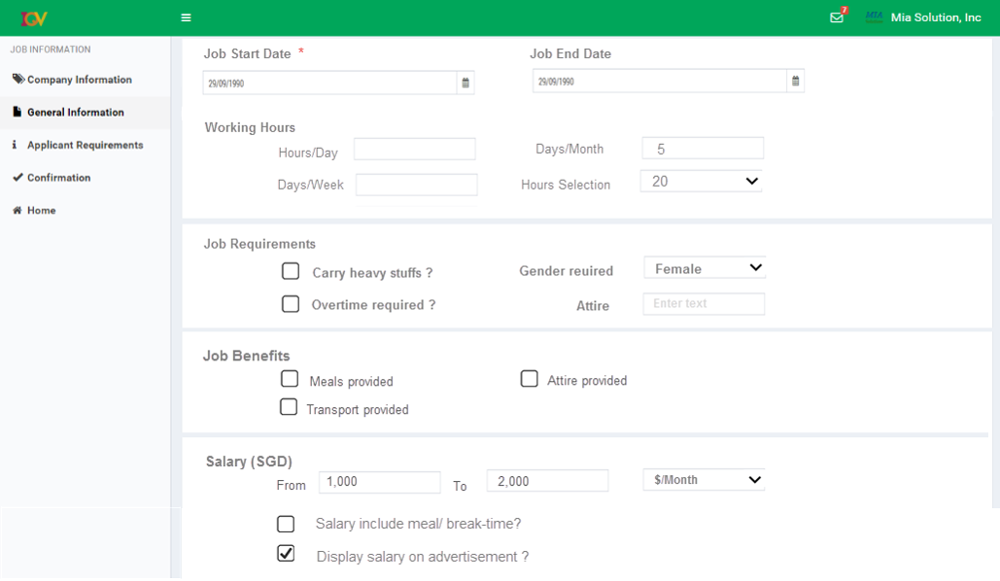 IGV
7
MIA Mia Solution, Inc
JOB INFORMATION
Company Information
General Information
Applicant Requirements
Confirmation
Home
Job Start Date * Job End Date
29/09/1990 29/09/1990
Working Hours
Hours/Day Days/Month 5
Days/Week Hours Selection 20
Job Requirements
Carry heavy stuffs ? Gender reuired Female
Overtime required ? Attire Enter text
Job Benefits
Meals provided Attire provided
Transport provided
Salary (SGD)
From 1,000 To 2,000 $/Month
Salary include meal/ break-time?
Display salary on advertisement ?